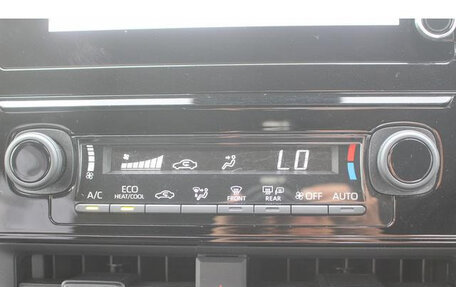 LO
A/C ECO FRONT REAR OFF AUTO
HEAT/COOL